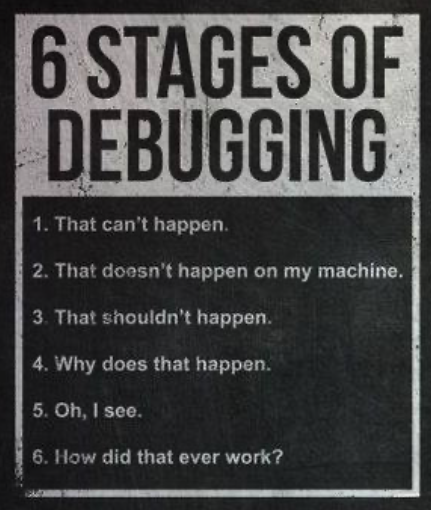 6 STAGES OF
DEBUGGING
1. That can't happen.
2. That doesn't happen on my machine.
3. That shouldn't happen.
4. Why does that happen.
5. Oh, I see.
6. How did that ever work?